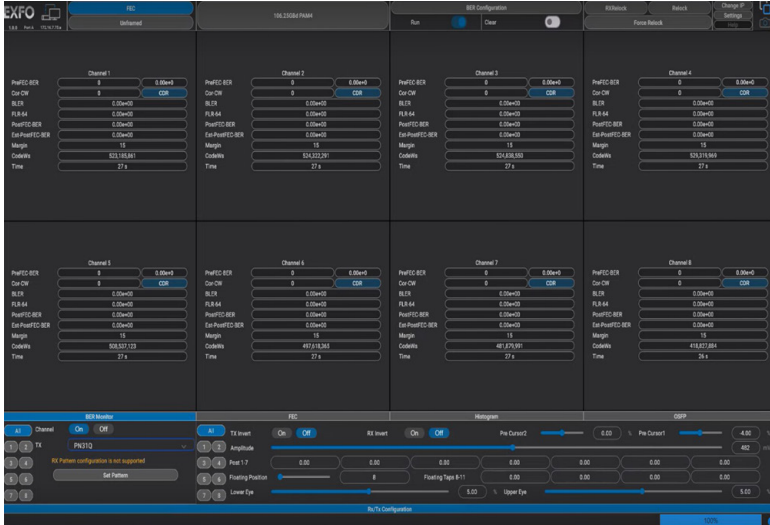 EXFO
FEC
Unframed
106.25GBd PAM4
BER Configuration
Run Clear
RXRelock Relock
Force Relock
Change IP
Settings
Help
Channel 1
PreFEC-BER 0 0.00e+0
Cor-CW 0 CDR
BLER 0.00e+00
FLR-64 0.00e+00
PostFEC-BER 0.00e+00
Est-PostFEC-BER 0.00e+00
Margin 15
CodeWs 523,185,861
Time 27 s
Channel 2
PreFEC-BER 0 0.00e+0
Cor-CW 0 CDR
BLER 0.00e+00
FLR-64 0.00e+00
PostFEC-BER 0.00e+00
Est-PostFEC-BER 0.00e+00
Margin 15
CodeWs 524,322,291
Time 27 s
Channel 3
PreFEC-BER 0 0.00e+0
Cor-CW 0 CDR
BLER 0.00e+00
FLR-64 0.00e+00
PostFEC-BER 0.00e+00
Est-PostFEC-BER 0.00e+00
Margin 15
CodeWs 524,838,550
Time 27 s
Channel 4
PreFEC-BER 0 0.00e+0
Cor-CW 0 CDR
BLER 0.00e+00
FLR-64 0.00e+00
PostFEC-BER 0.00e+00
Est-PostFEC-BER 0.00e+00
Margin 15
CodeWs 529,319,969
Time 27 s
Channel 5
PreFEC-BER 0 0.00e+0
Cor-CW 0 CDR
BLER 0.00e+00
FLR-64 0.00e+00
PostFEC-BER 0.00e+00
Est-PostFEC-BER 0.00e+00
Margin 15
CodeWs 508,537,123
Time 27 s
Channel 6
PreFEC-BER 0 0.00e+0
Cor-CW 0 CDR
BLER 0.00e+00
FLR-64 0.00e+00
PostFEC-BER 0.00e+00
Est-PostFEC-BER 0.00e+00
Margin 15
CodeWs 497,618,365
Time 27 s
Channel 7
PreFEC-BER 0 0.00e+0
Cor-CW 0 CDR
BLER 0.00e+00
FLR-64 0.00e+00
PostFEC-BER 0.00e+00
Est-PostFEC-BER 0.00e+00
Margin 15
CodeWs 481,879,991
Time 27 s
Channel 8
PreFEC-BER 0 0.00e+0
Cor-CW 0 CDR
BLER 0.00e+00
FLR-64 0.00e+00
PostFEC-BER 0.00e+00
Est-PostFEC-BER 0.00e+00
Margin 15
CodeWs 418,827,884
Time 26 s
BER Monitor FEC Histogram OSFP
All Channel On Off
1 2 TX PN31Q
3 4 RX Pattern configuration is not supported
5 6 Set Pattern
7 8
All TX Invert On Off RX Invert On Off Pre Cursor2 0.00 % Pre Cursor1 -4.80 %
1 2 Amplitude 482 mV
3 4 Post 1-7 0.00 0.00 0.00 0.00 0.00 0.00 0.00
5 6 Floating Position 8 Floating Taps 8-11 0.00 0.00 0.00 0.00
7 8 Lower Eye 5.00 % Upper Eye 5.00 %
Rx/Tx Configuration
100%